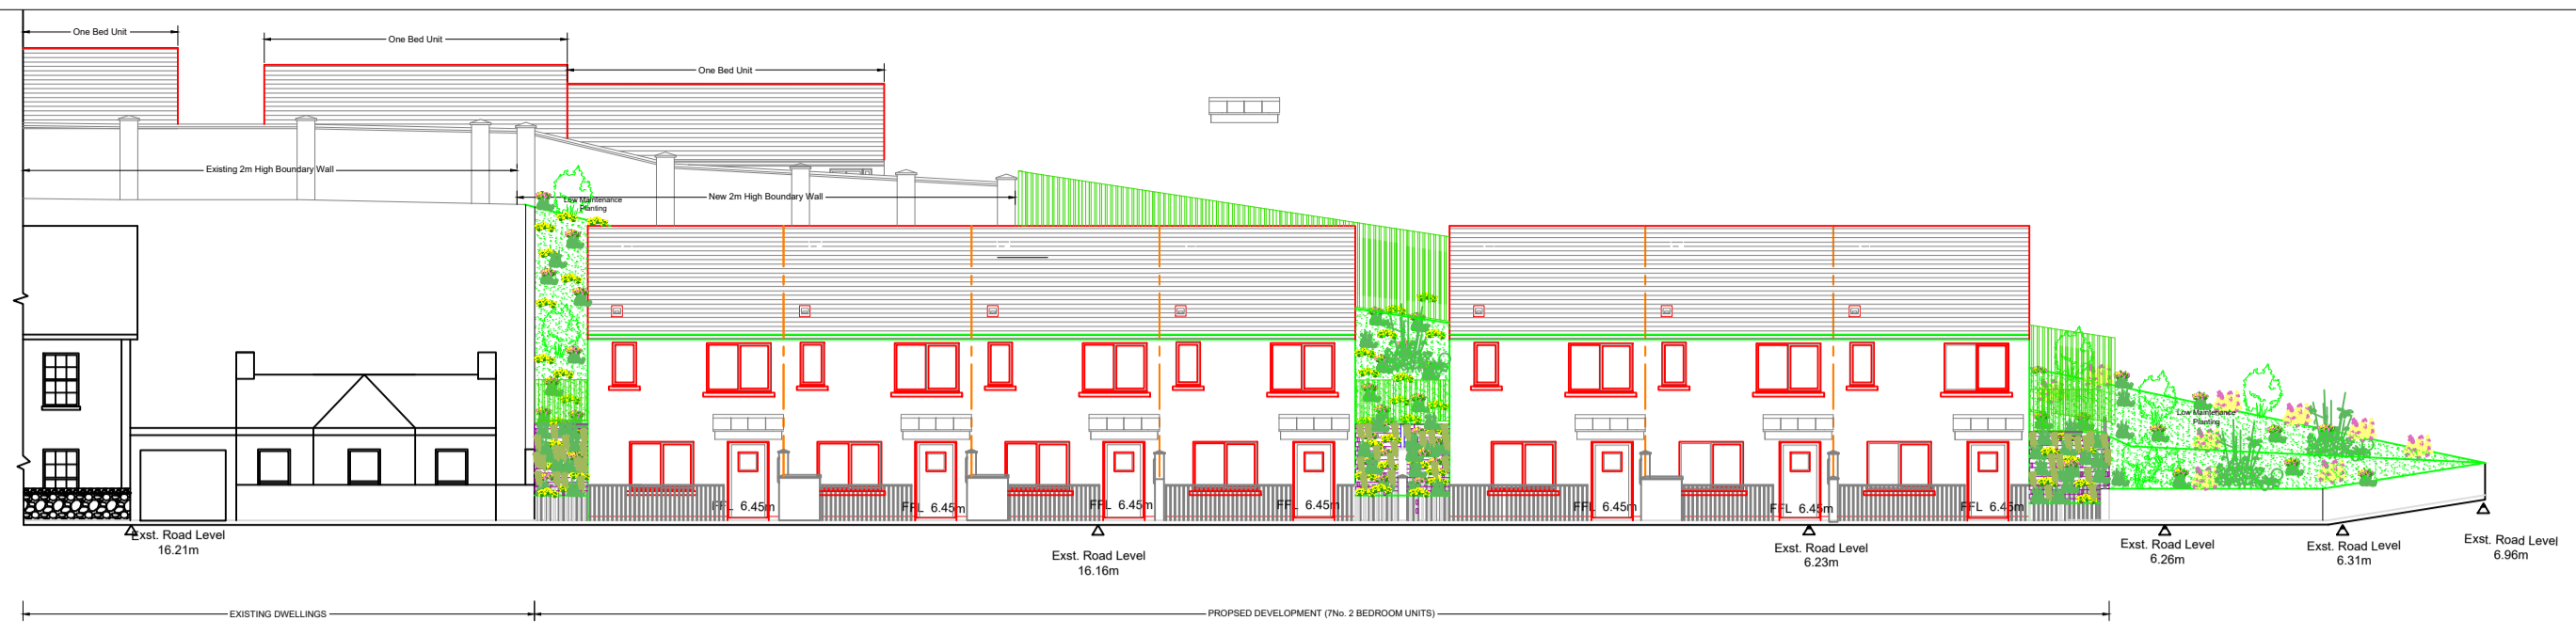 One Bed Unit
One Bed Unit
One Bed Unit
Existing 2m High Boundary Wall
New 2m High Boundary Wall
Low Maintenance
Planting
Low Maintenance
Planting
FFL 6.45m
FFL 6.45m
FFL 6.45m
FFL 6.45m
FFL 6.45m
FFL 6.45m
FFL 6.45m
Exst. Road Level
16.21m
Exst. Road Level
16.16m
Exst. Road Level
6.23m
Exst. Road Level
6.26m
Exst. Road Level
6.31m
Exst. Road Level
6.96m
EXISTING DWELLINGS
PROPSED DEVELOPMENT (7No. 2 BEDROOM UNITS)